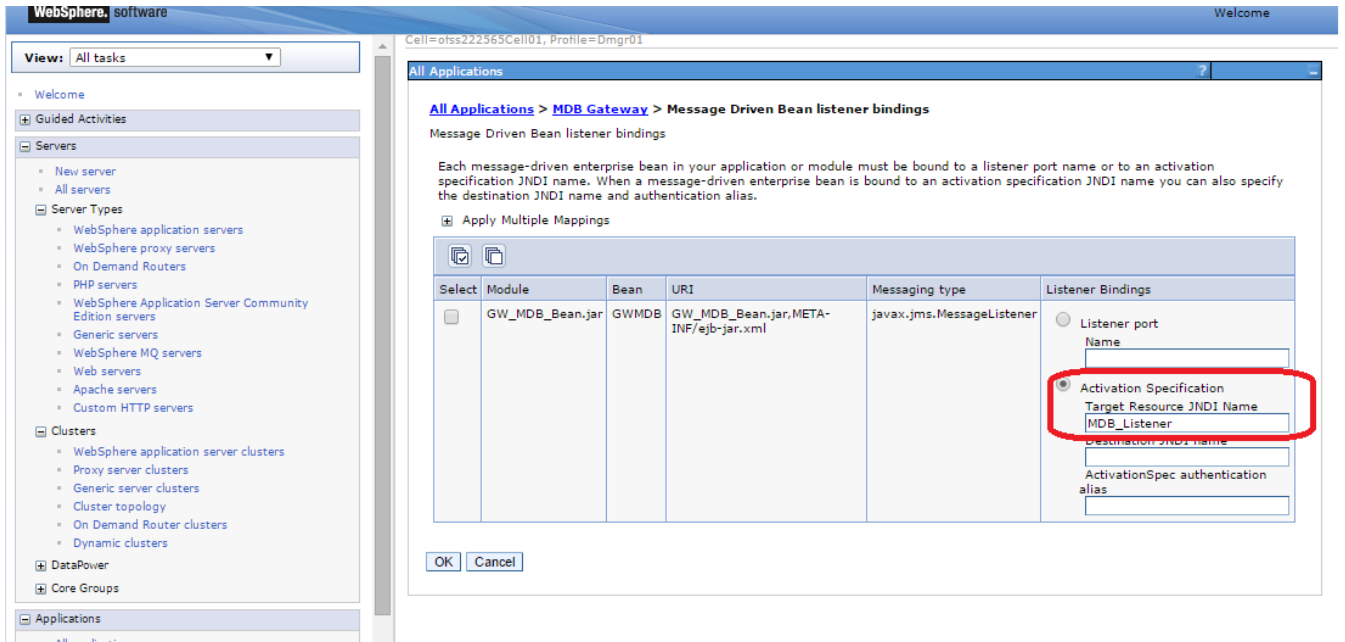 WebSphere. software
Welcome
View: All tasks
Welcome
Guided Activities
Servers
New server
All servers
Server Types
WebSphere application servers
WebSphere proxy servers
On Demand Routers
PHP servers
WebSphere Application Server Community
Edition servers
Generic servers
WebSphere MQ servers
Web servers
Apache servers
Custom HTTP servers
Clusters
WebSphere application server clusters
Proxy server clusters
Generic server clusters
Cluster topology
On Demand Router clusters
Dynamic clusters
DataPower
Core Groups
Applications
Cell=ofss222565Cell01, Profile=Dmgr01
All Applications
?
All Applications > MDB Gateway > Message Driven Bean listener bindings
Message Driven Bean listener bindings
Each message-driven enterprise bean in your application or module must be bound to a listener port name or to an activation
specification JNDI name. When a message-driven enterprise bean is bound to an activation specification JNDI name you can also specify
the destination JNDI name and authentication alias.
Apply Multiple Mappings
Select Module Bean URI Messaging type Listener Bindings
GW_MDB_Bean.jar GWMDB GW_MDB_Bean.jar,META-
INF/ejb-jar.xml
javax.jms.MessageListener
Listener port
Name
Activation Specification
Target Resource JNDI Name
MDB_Listener
Destination JNDI name
ActivationSpec authentication
alias
OK Cancel